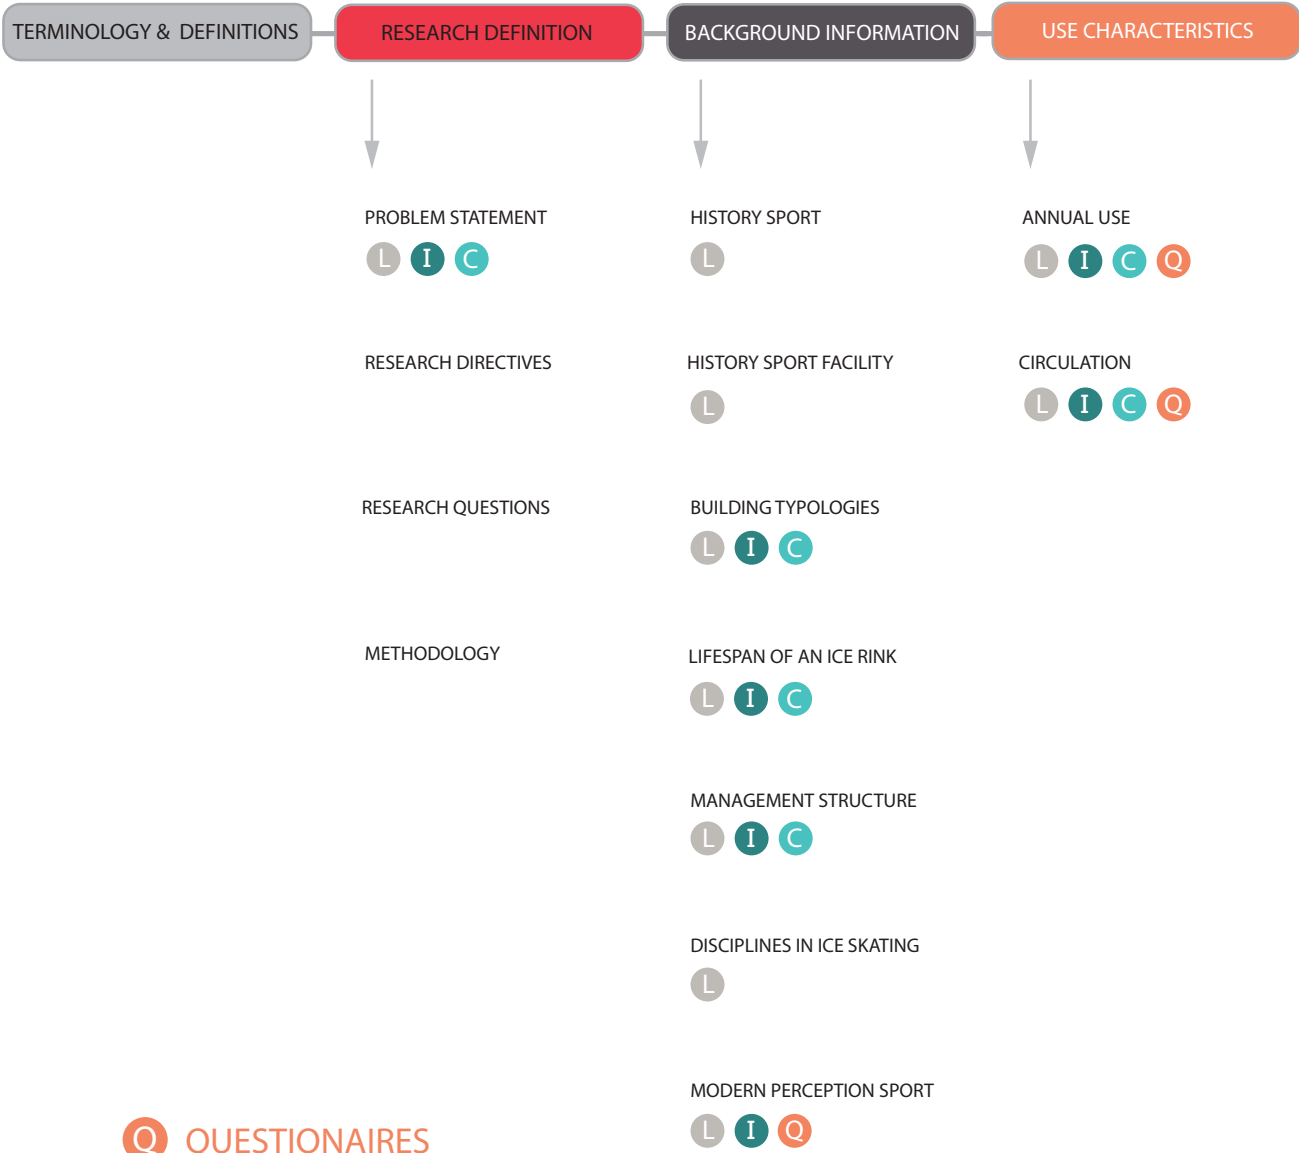 TERMINOLOGY & DEFINITIONS
RESEARCH DEFINITION
BACKGROUND INFORMATION
USE CHARACTERISTICS
PROBLEM STATEMENT
L I C
RESEARCH DIRECTIVES
RESEARCH QUESTIONS
METHODOLOGY
HISTORY SPORT
L
HISTORY SPORT FACILITY
L
BUILDING TYPOLOGIES
L I C
LIFESPAN OF AN ICE RINK
L I C
MANAGEMENT STRUCTURE
L I C
DISCIPLINES IN ICE SKATING
L
MODERN PERCEPTION SPORT
L I Q
ANNUAL USE
L I C Q
CIRCULATION
L I C Q
Q QUESTIONAIRES